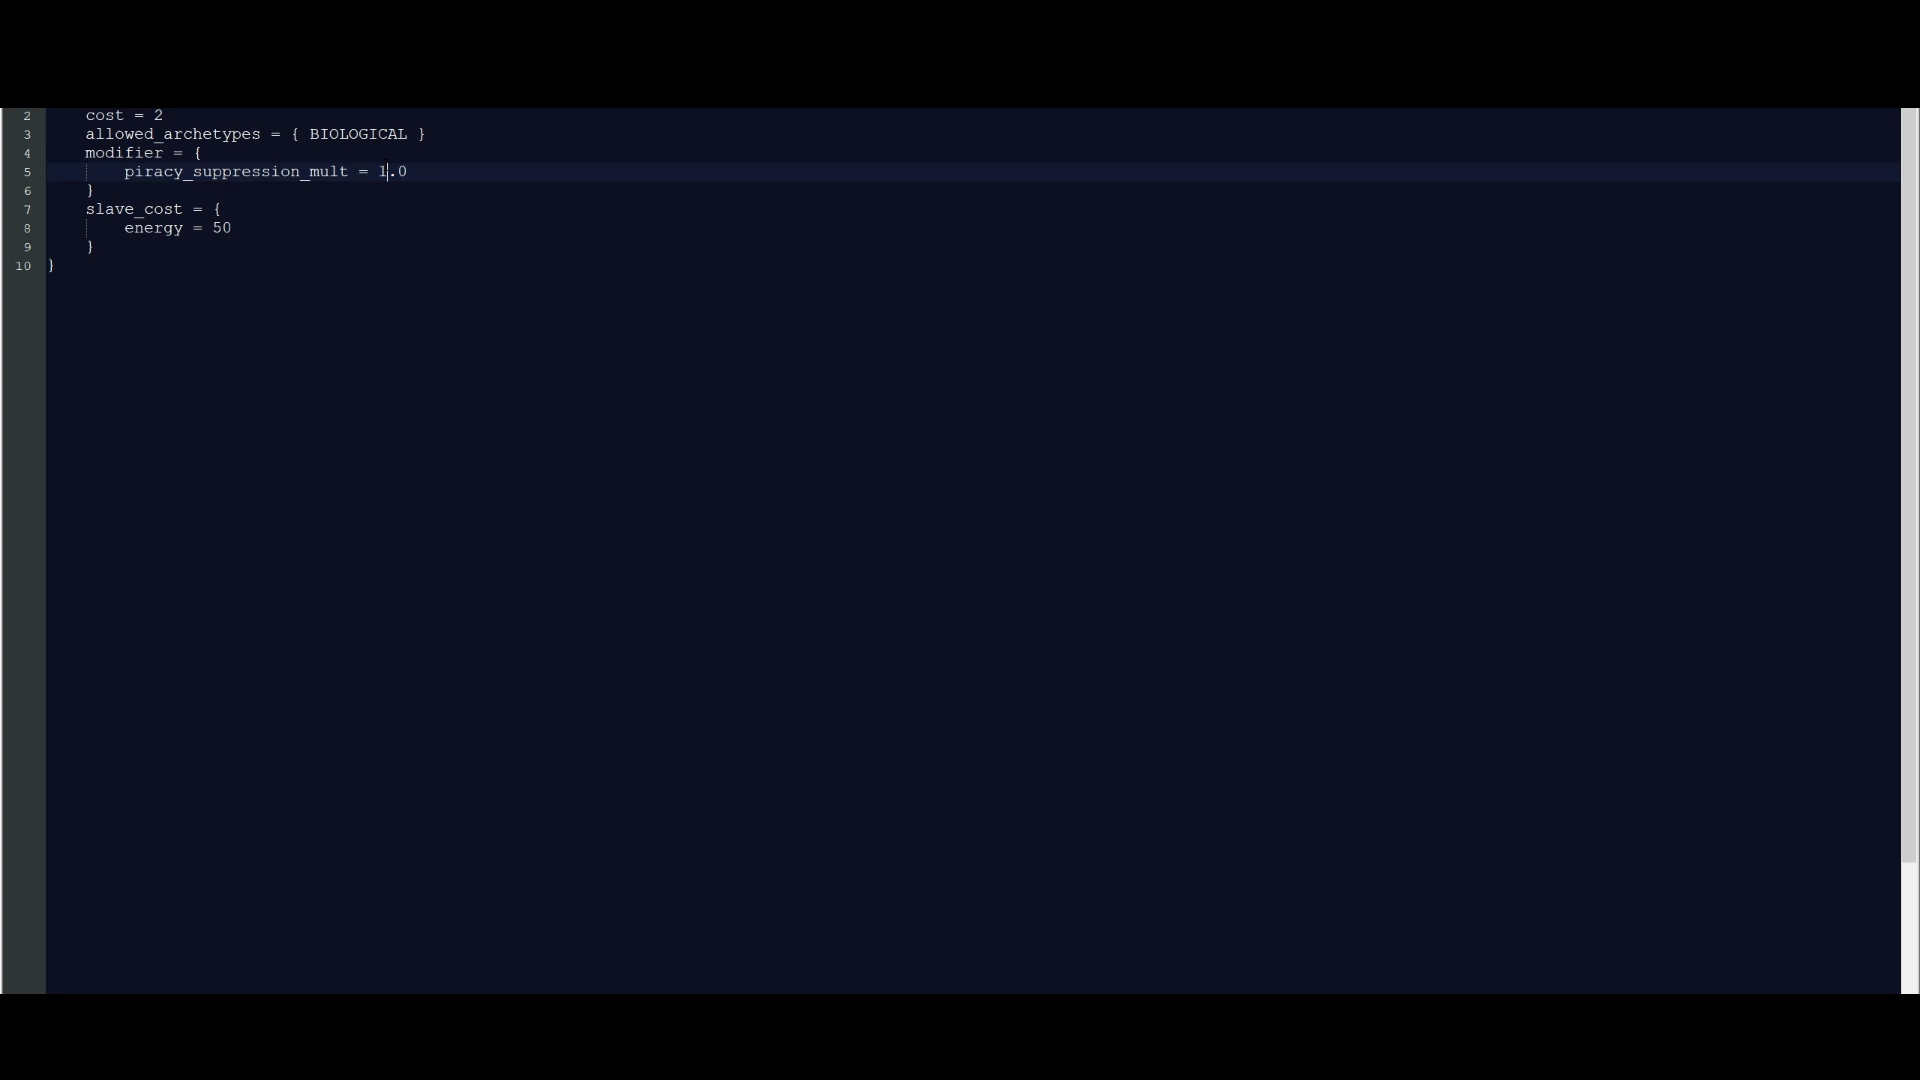 2 cost = 2
3 allowed_archetypes = { BIOLOGICAL }
4 modifier = {
5 piracy_suppression_mult = 1.0
6 }
7 slave_cost = {
8 energy = 50
9 }
10 }